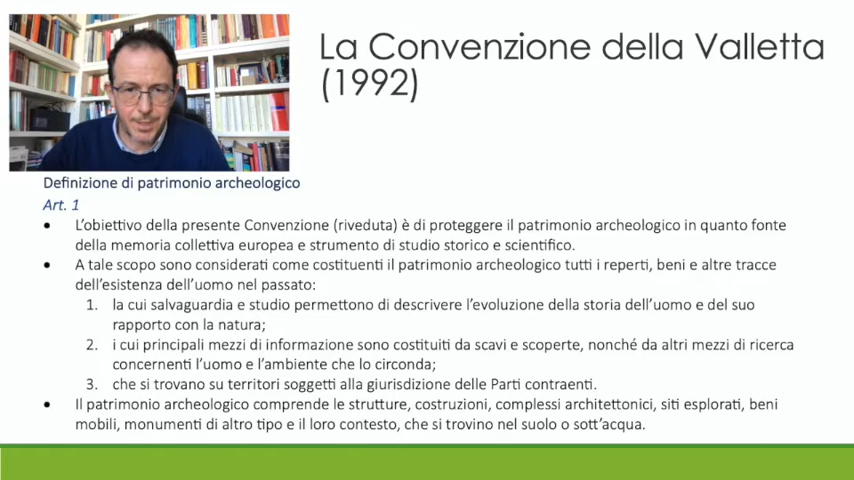 La Convenzione della Valletta
(1992)
Definizione di patrimonio archeologico
Art. 1
• L'obiettivo della presente Convenzione (riveduta) è di proteggere il patrimonio archeologico in quanto fonte
della memoria collettiva europea e strumento di studio storico e scientifico.
• A tale scopo sono considerati come costituenti il patrimonio archeologico tutti i reperti, beni e altre tracce
dell'esistenza dell'uomo nel passato:
1. la cui salvaguardia e studio permettono di descrivere l'evoluzione della storia dell'uomo e del suo
rapporto con la natura;
2. i cui principali mezzi di informazione sono costituiti da scavi e scoperte, nonché da altri mezzi di ricerca
concernenti l'uomo e l'ambiente che lo circonda;
3. che si trovano su territori soggetti alla giurisdizione delle Parti contraenti.
• Il patrimonio archeologico comprende le strutture, costruzioni, complessi architettonici, siti esplorati, beni
mobili, monumenti di altro tipo e il loro contesto, che si trovino nel suolo o sott'acqua.